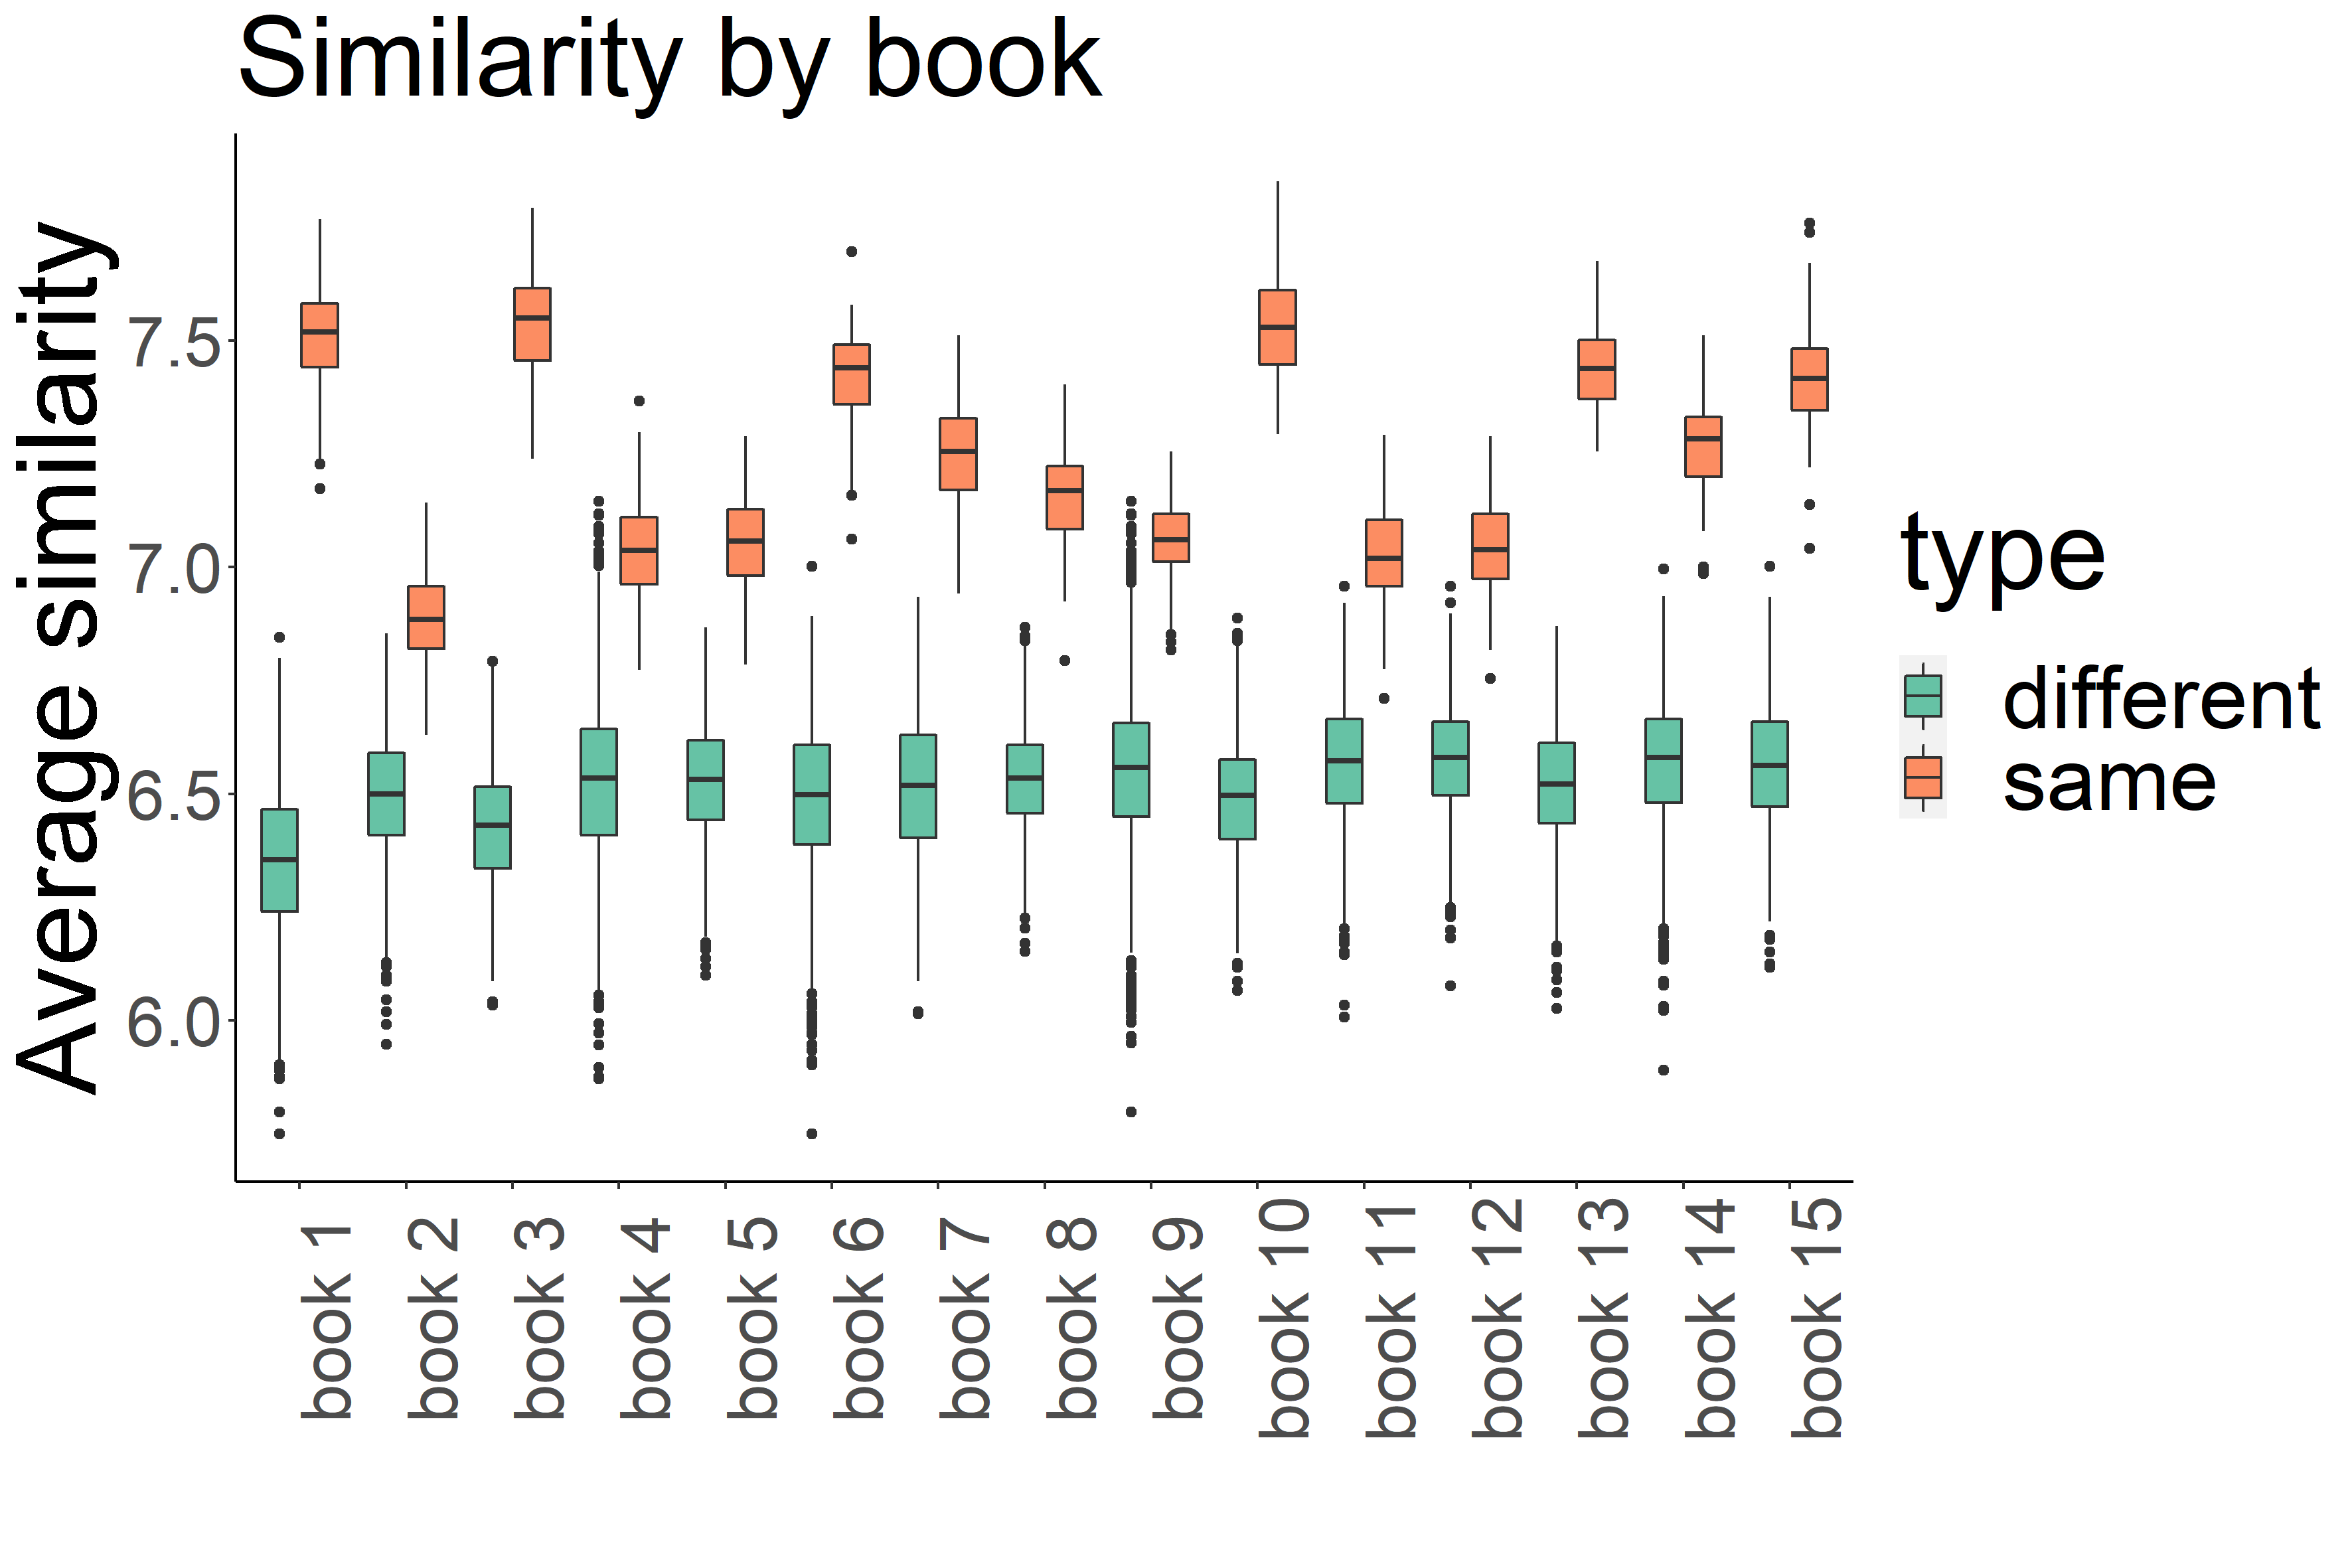 Similarity by book
Average similarity
7.5
7.0
6.5
6.0
book 1
book 2
book 3
book 4
book 5
book 6
book 7
book 8
book 9
book 10
book 11
book 12
book 13
book 14
book 15
type
different
same